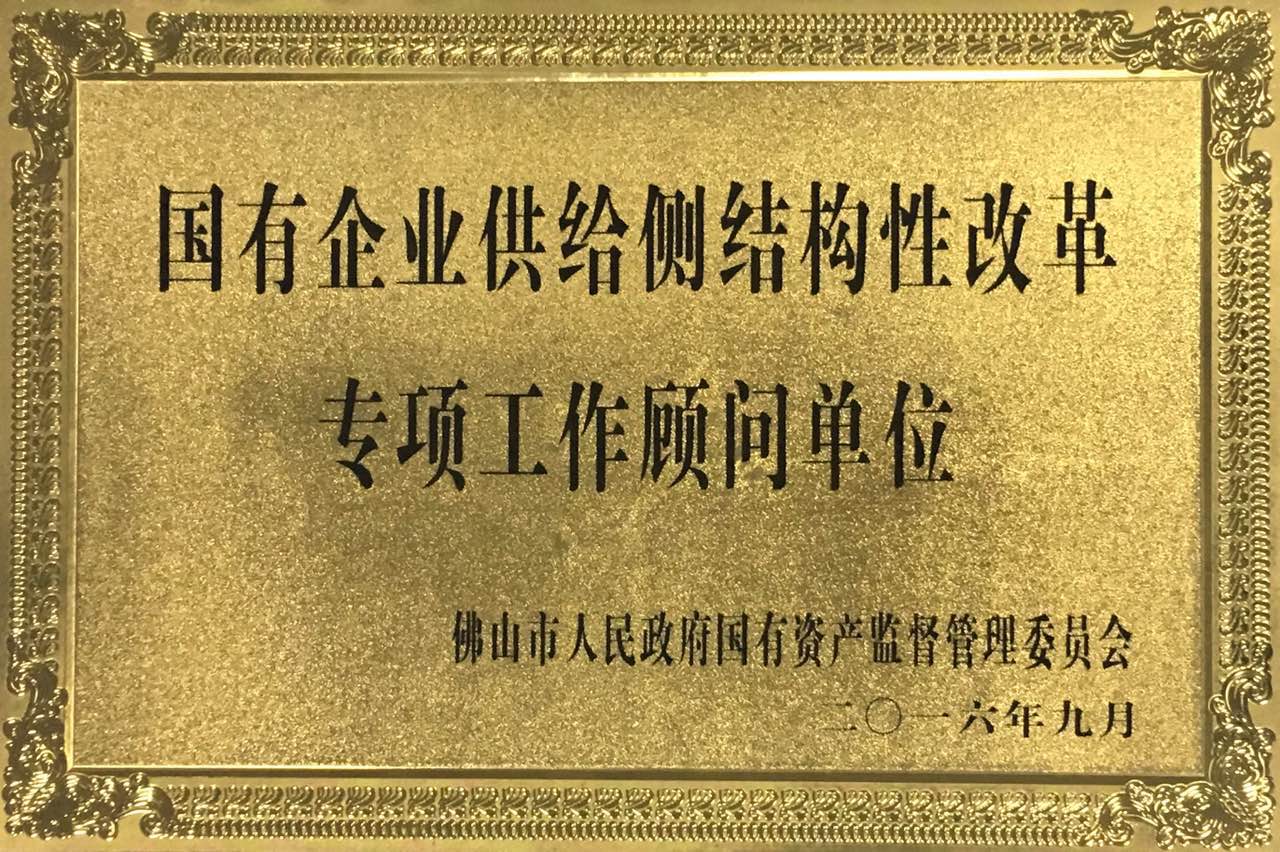 国有企业供给侧结构性改革
专项工作顾问单位
佛山市人民政府国有资产监督管理委员会
二〇一六年九月